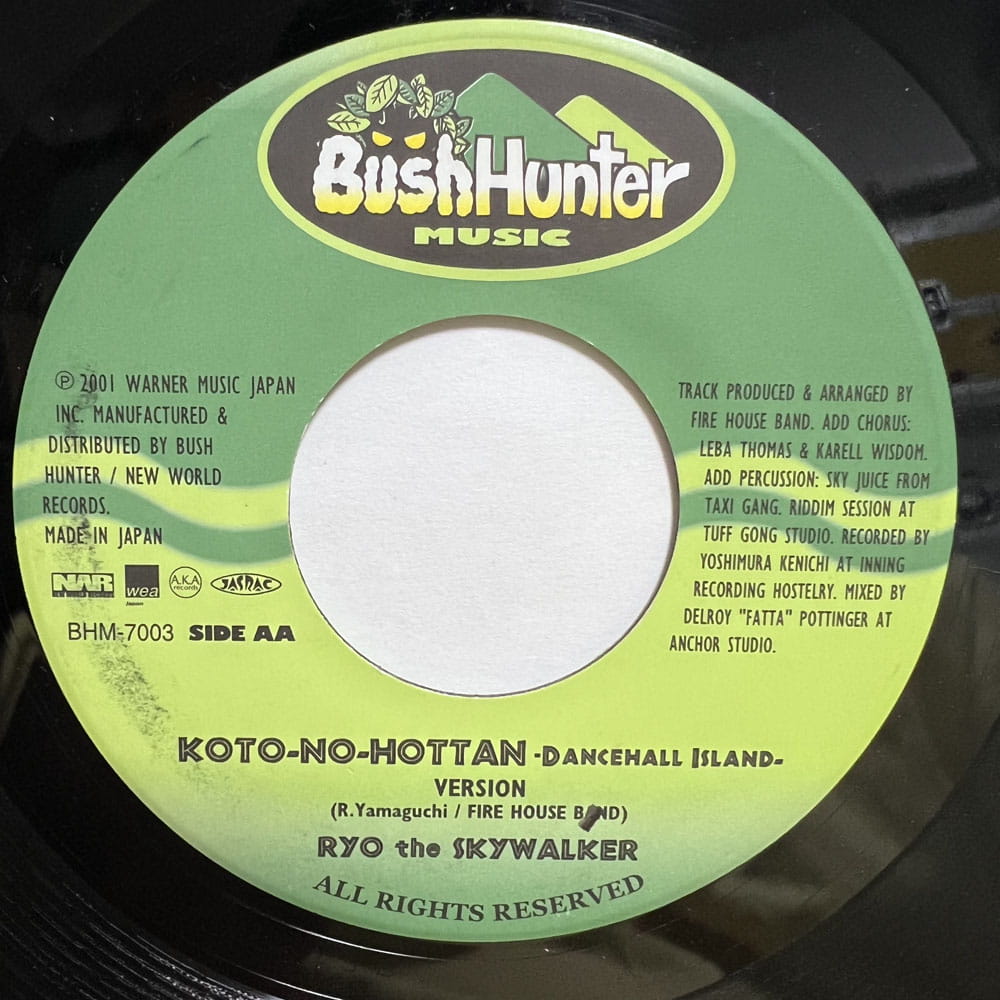 BushHunter
MUSIC
℗ 2001 WARNER MUSIC JAPAN
INC. MANUFACTURED &
DISTRIBUTED BY BUSH
HUNTER / NEW WORLD
RECORDS.
MADE IN JAPAN
NAR
wea
Japan
A.K.A
records
JASRAC
BHM-7003 SIDE AA
TRACK PRODUCED & ARRANGED BY
FIRE HOUSE BAND. ADD CHORUS:
LEBA THOMAS & KARELL WISDOM.
ADD PERCUSSION: SKY JUICE FROM
TAXI GANG. RIDDIM SESSION AT
TUFF GONG STUDIO. RECORDED BY
YOSHIMURA KENICHI AT INNING
RECORDING HOSTELRY. MIXED BY
DELROY "FATTA" POTTINGER AT
ANCHOR STUDIO.
KOTO-NO-HOTTAN -DANCEHALL ISLAND-
VERSION
(R.Yamaguchi / FIRE HOUSE BAND)
RYO the SKYWALKER
ALL RIGHTS RESERVED